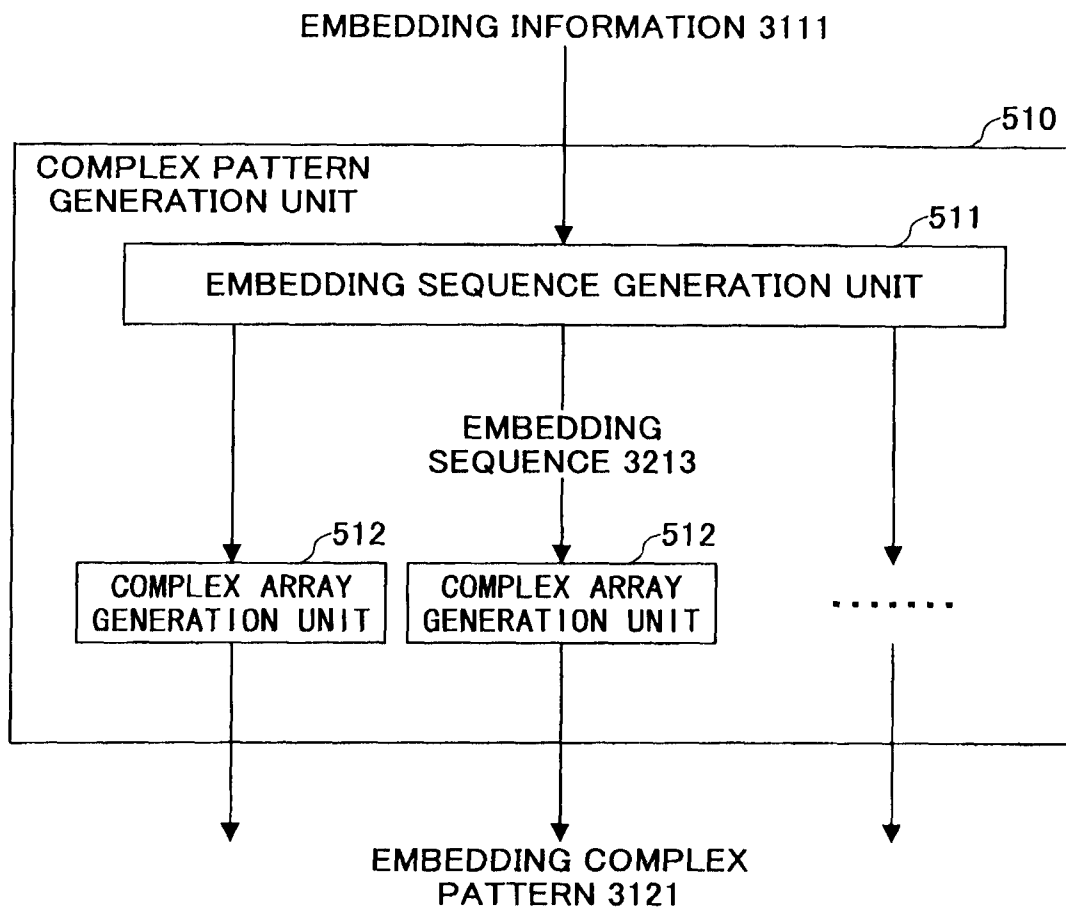 EMBEDDING INFORMATION 3111
510
COMPLEX PATTERN
GENERATION UNIT
511
EMBEDDING SEQUENCE GENERATION UNIT
EMBEDDING
SEQUENCE 3213
512
512
COMPLEX ARRAY
GENERATION UNIT
COMPLEX ARRAY
GENERATION UNIT
.......
EMBEDDING COMPLEX
PATTERN 3121